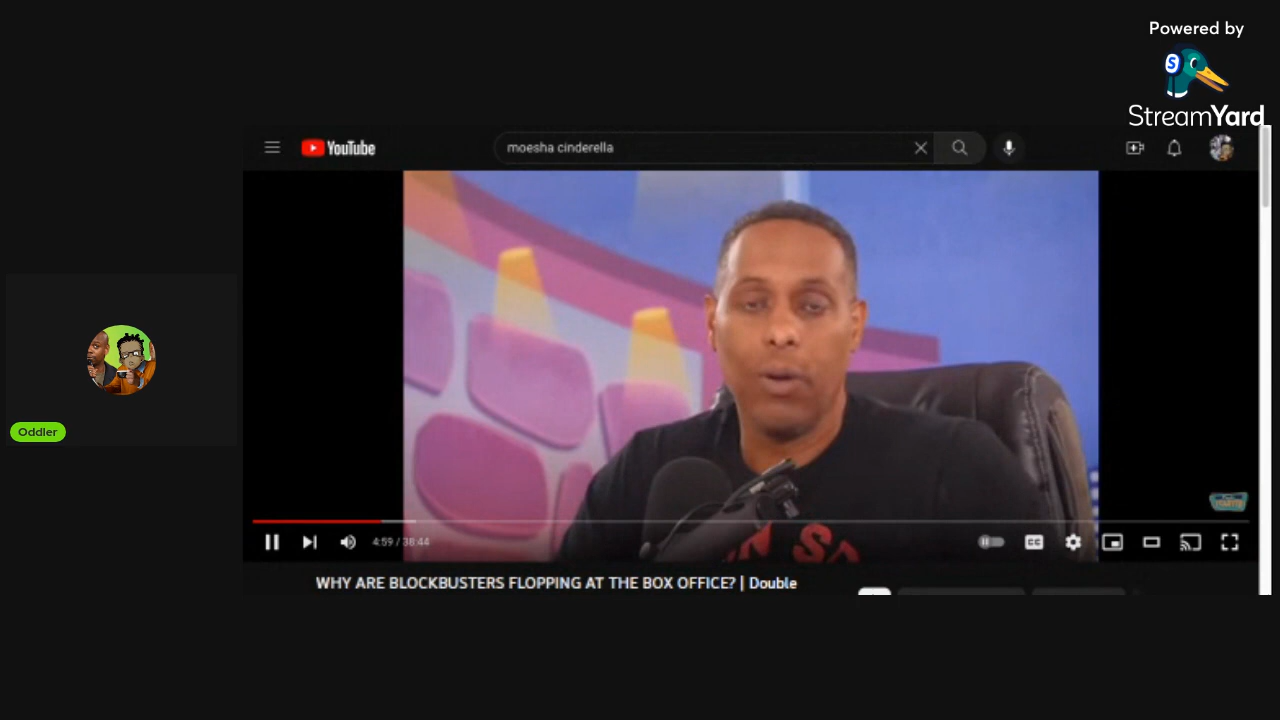 Powered by
StreamYard
YouTube
moesha cinderella
Oddler
4:59 / 38:44
CC
WHY ARE BLOCKBUSTERS FLOPPING AT THE BOX OFFICE? | Double